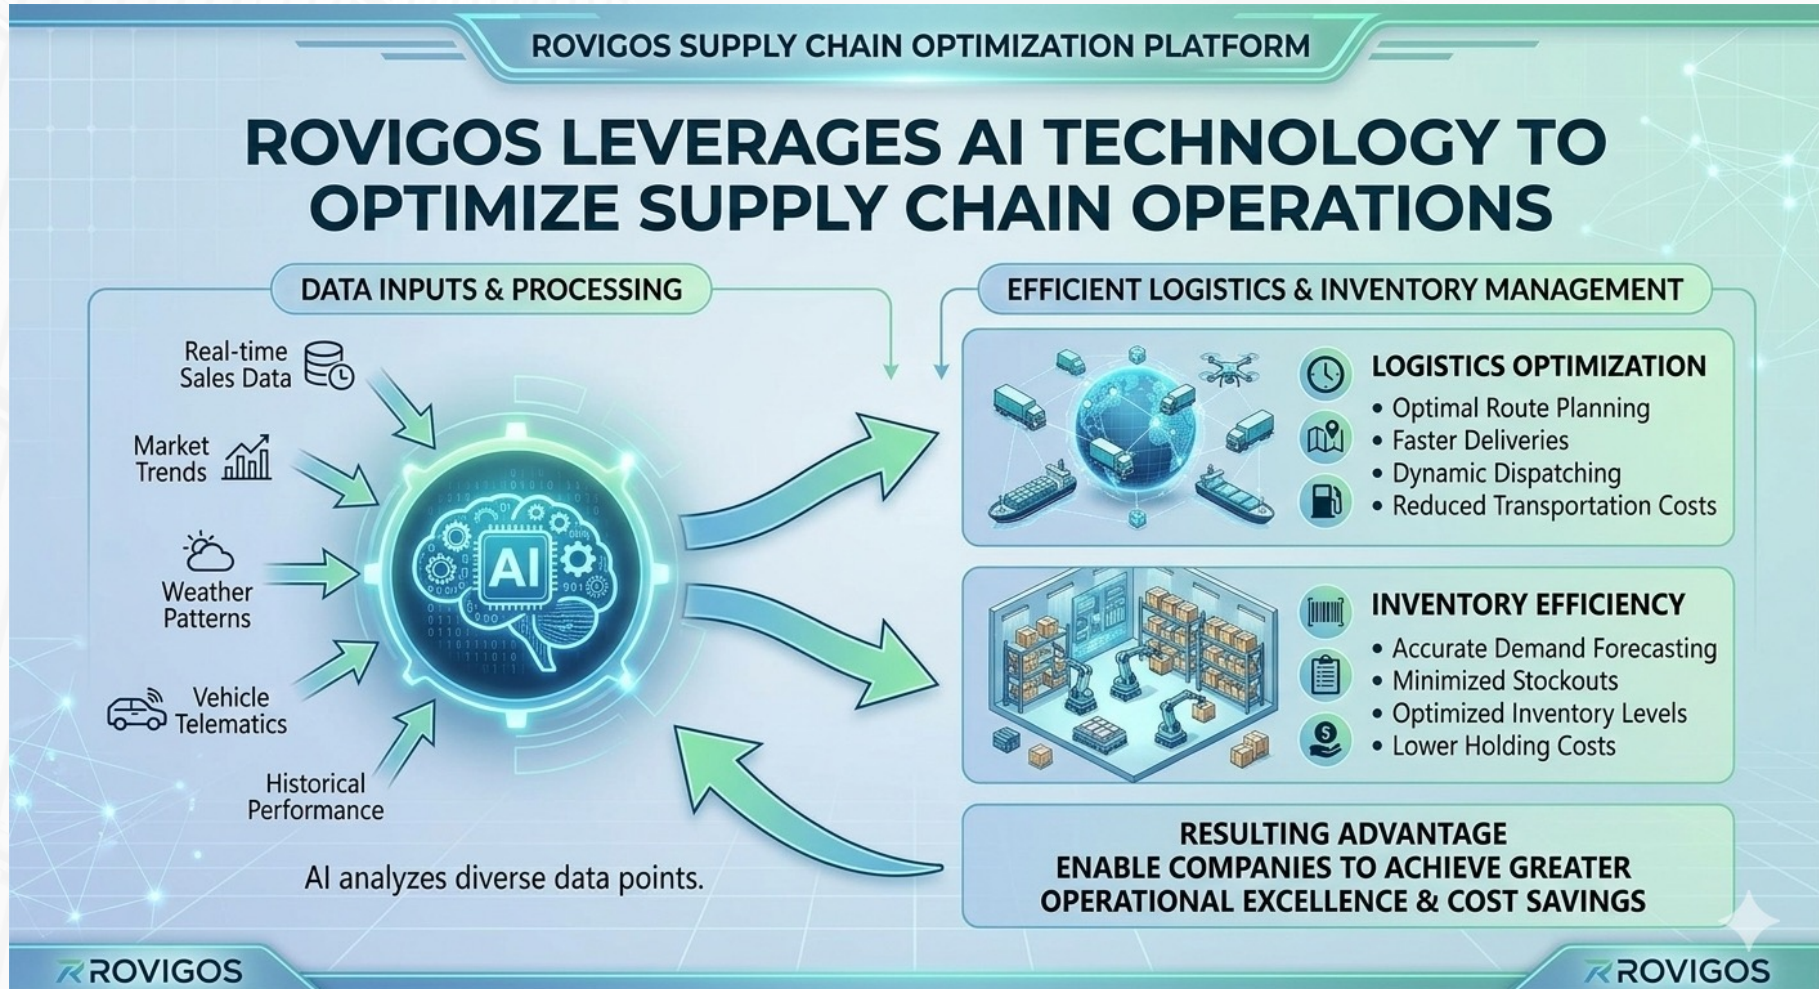 ROVIGOS SUPPLY CHAIN OPTIMIZATION PLATFORM
ROVIGOS LEVERAGES AI TECHNOLOGY TO
OPTIMIZE SUPPLY CHAIN OPERATIONS
DATA INPUTS & PROCESSING
Real-time
Sales Data
Market
Trends
Weather
Patterns
Vehicle
Telematics
Historical
Performance
AI
AI analyzes diverse data points.
EFFICIENT LOGISTICS & INVENTORY MANAGEMENT
LOGISTICS OPTIMIZATION
• Optimal Route Planning
• Faster Deliveries
• Dynamic Dispatching
• Reduced Transportation Costs
INVENTORY EFFICIENCY
• Accurate Demand Forecasting
• Minimized Stockouts
• Optimized Inventory Levels
• Lower Holding Costs
RESULTING ADVANTAGE
ENABLE COMPANIES TO ACHIEVE GREATER
OPERATIONAL EXCELLENCE & COST SAVINGS
ROVIGOS
ROVIGOS